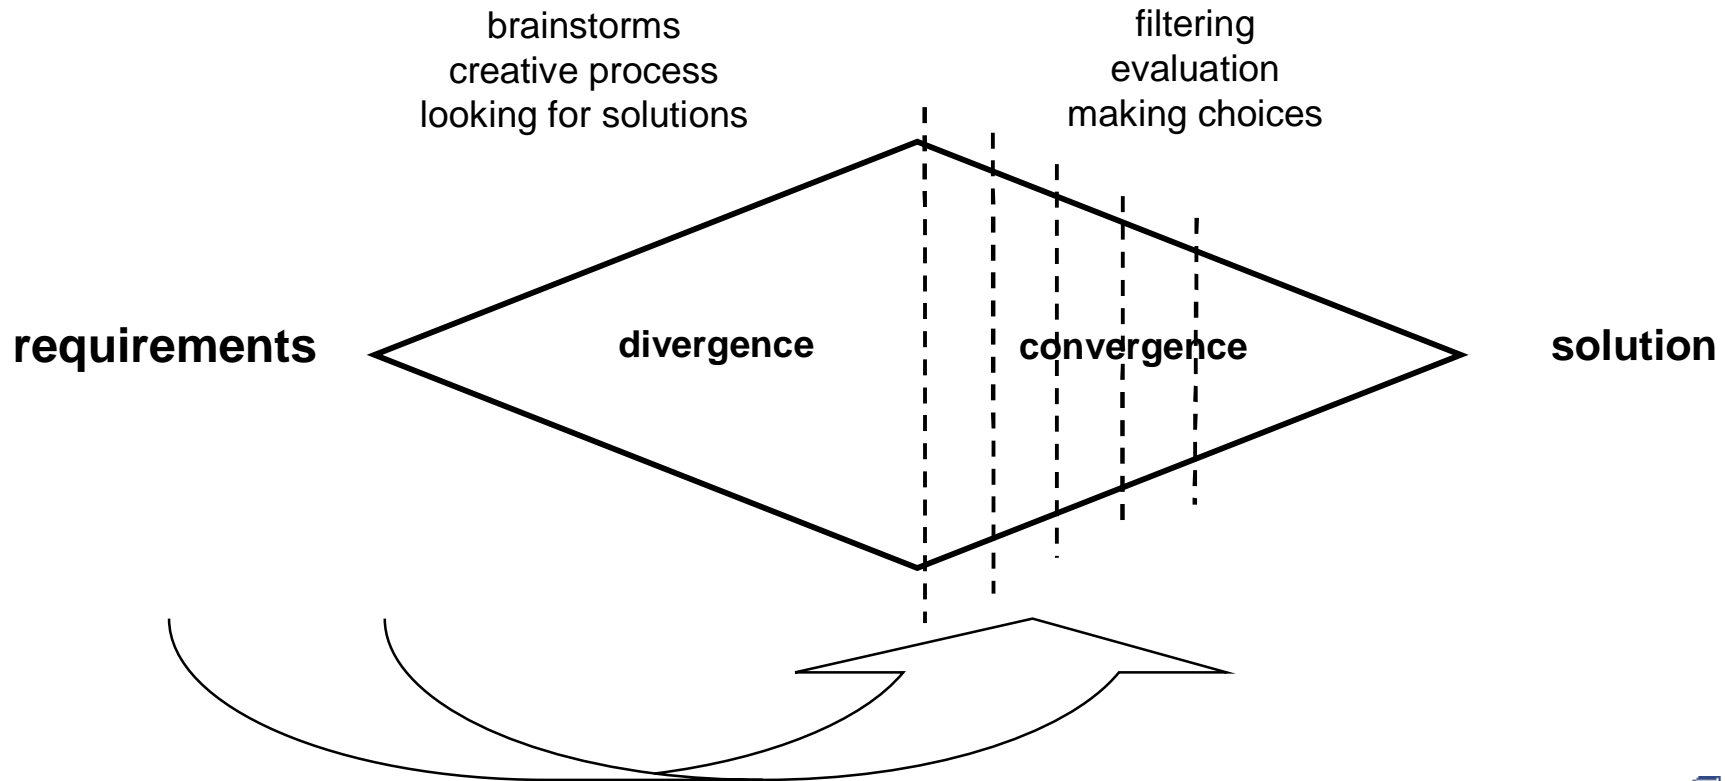 brainstorms
creative process
looking for solutions
filtering
evaluation
making choices
requirements
divergence
convergence
solution